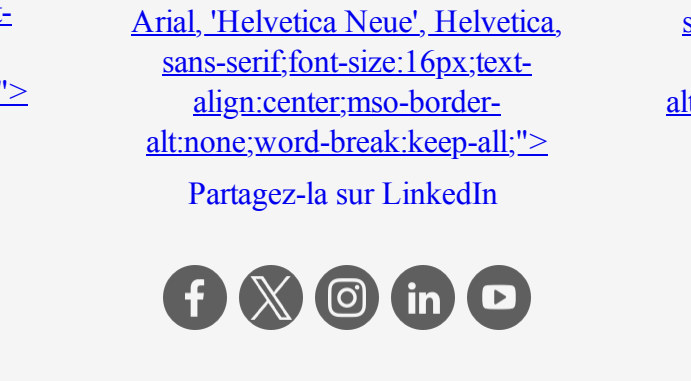 t-
Arial, 'Helvetica Neue', Helvetica,
s
sans-serif;font-size:16px;text-
">
align:center;mso-border-
alt
alt:none;word-break:keep-all;">
Partagez-la sur LinkedIn